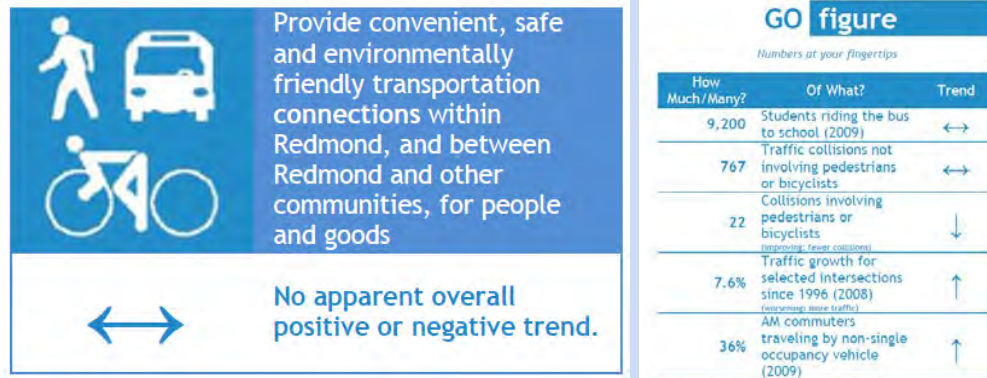 Provide convenient, safe
and environmentally
friendly transportation
connections within
Redmond, and between
Redmond and other
communities, for people
and goods
No apparent overall
positive or negative trend.
GO figure
Numbers at your fingertips
How
Much/Many?
Of What?
Trend
9,200
Students riding the bus
to school (2009)
767
Traffic collisions not
involving pedestrians
or bicyclists
22
Collisions involving
pedestrians or
bicyclists
(improving: fewer collisions)
7.6%
Traffic growth for
selected intersections
since 1996 (2008)
(worsening: more traffic)
36%
AM commuters
traveling by non-single
occupancy vehicle
(2009)